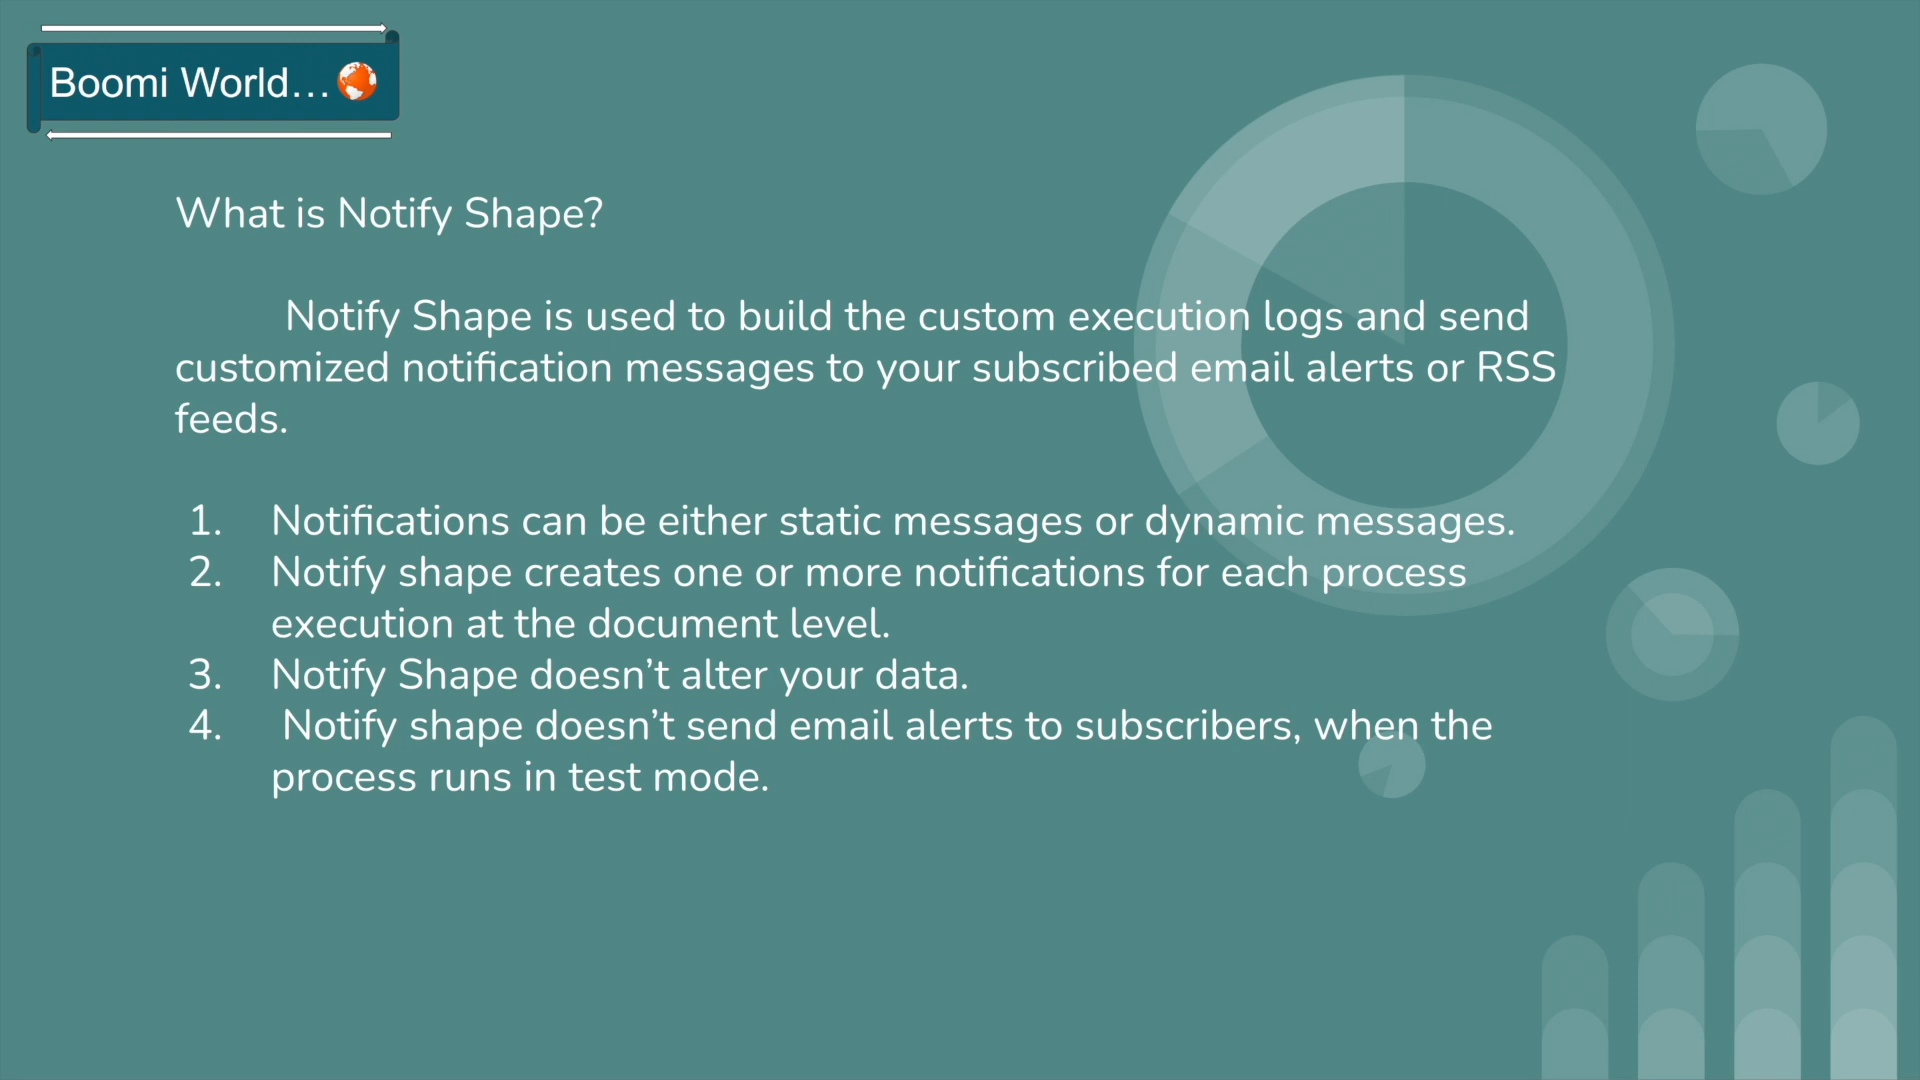 Boomi World...
What is Notify Shape?
Notify Shape is used to build the custom execution logs and send
customized notification messages to your subscribed email alerts or RSS
feeds.
1. Notifications can be either static messages or dynamic messages.
2. Notify shape creates one or more notifications for each process
execution at the document level.
3. Notify Shape doesn’t alter your data.
4. Notify shape doesn’t send email alerts to subscribers, when the
process runs in test mode.